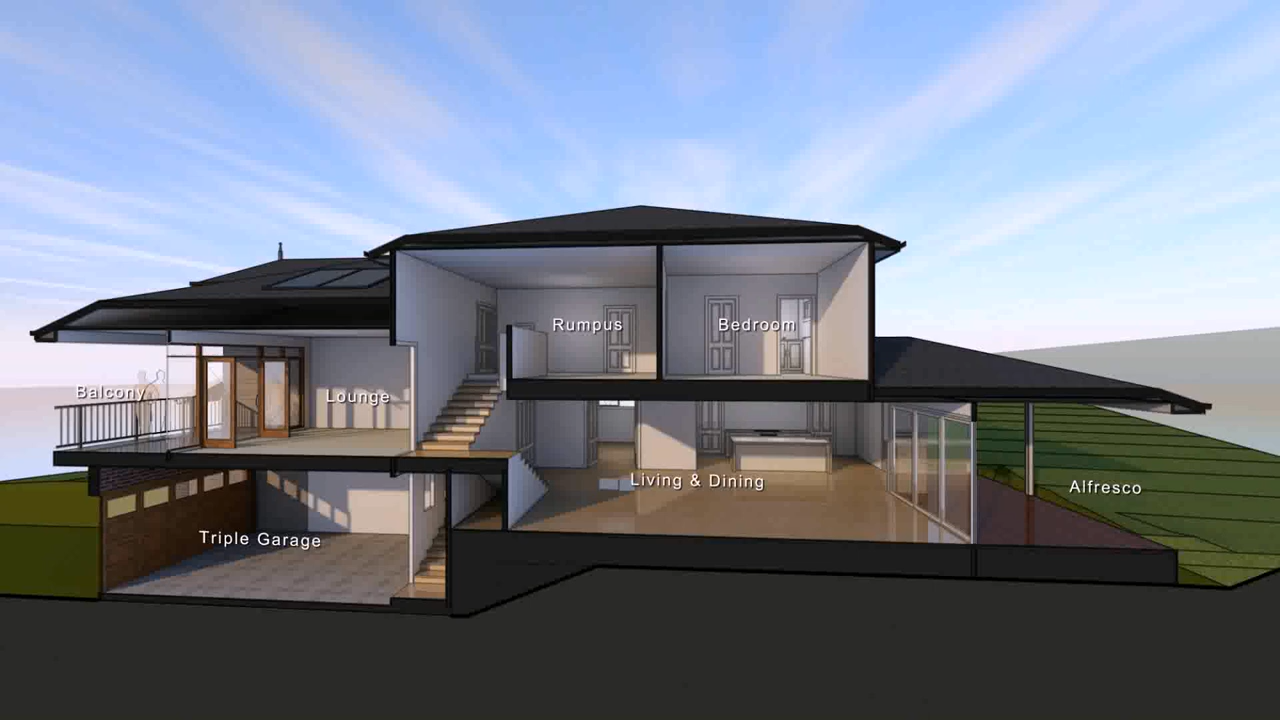 Rumpus
Bedroom
Balcony
Lounge
Living & Dining
Alfresco
Triple Garage